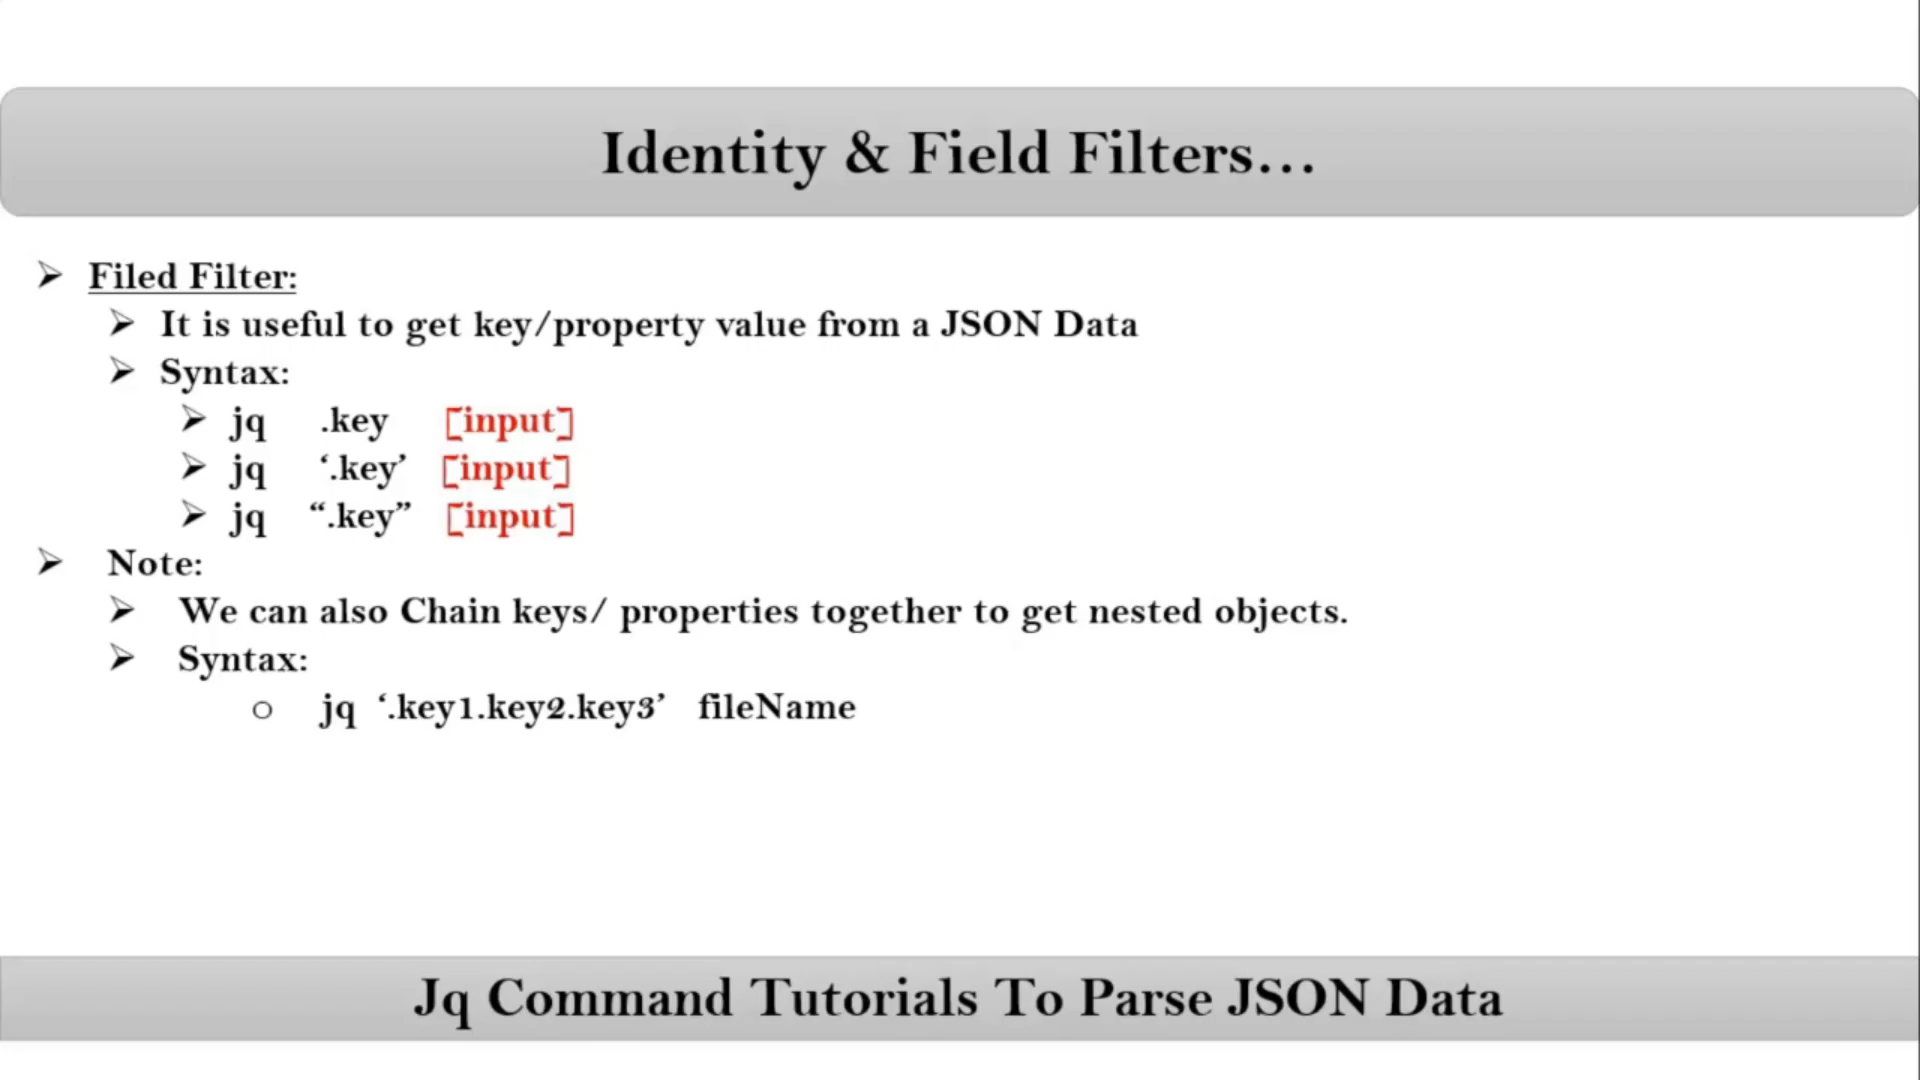 Identity & Field Filters...
Filed Filter:
It is useful to get key/property value from a JSON Data
Syntax:
jq .key [input]
jq ‘.key’ [input]
jq “.key” [input]
Note:
We can also Chain keys/ properties together to get nested objects.
Syntax:
jq ‘.key1.key2.key3’ fileName
Jq Command Tutorials To Parse JSON Data